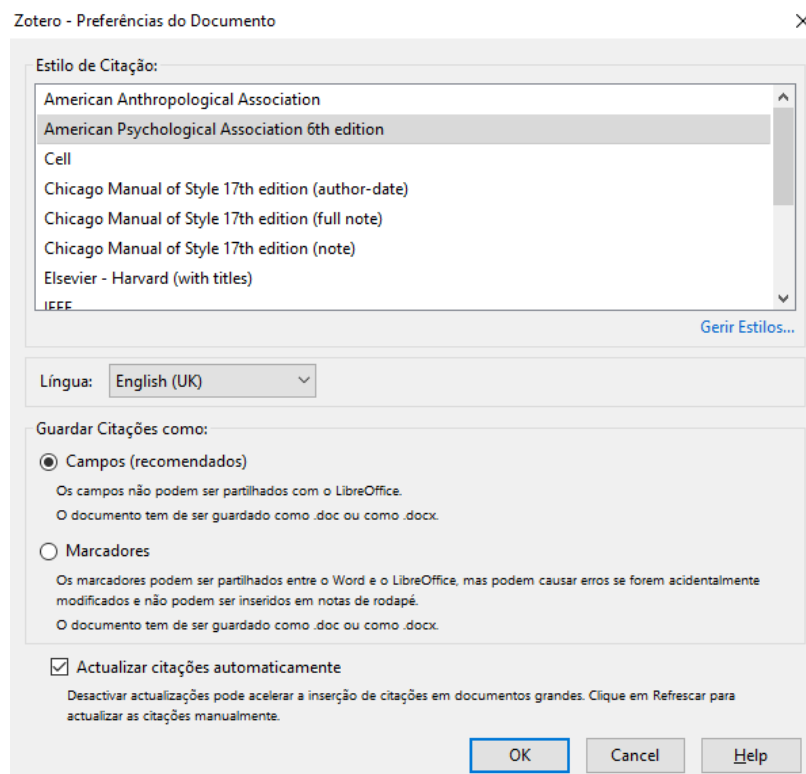 Zotero - Preferências do Documento
Estilo de Citação:
American Anthropological Association
American Psychological Association 6th edition
Cell
Chicago Manual of Style 17th edition (author-date)
Chicago Manual of Style 17th edition (full note)
Chicago Manual of Style 17th edition (note)
Elsevier - Harvard (with titles)
IEEE
Gerir Estilos...
Língua: English (UK)
Guardar Citações como:
Campos (recomendados)
Os campos não podem ser partilhados com o LibreOffice.
O documento tem de ser guardado como .doc ou como .docx.
Marcadores
Os marcadores podem ser partilhados entre o Word e o LibreOffice, mas podem causar erros se forem acidentalmente
modificados e não podem ser inseridos em notas de rodapé.
O documento tem de ser guardado como .doc ou como .docx.
Actualizar citações automaticamente
Desactivar actualizações pode acelerar a inserção de citações em documentos grandes. Clique em Refrescar para
actualizar as citações manualmente.
OK Cancel Help